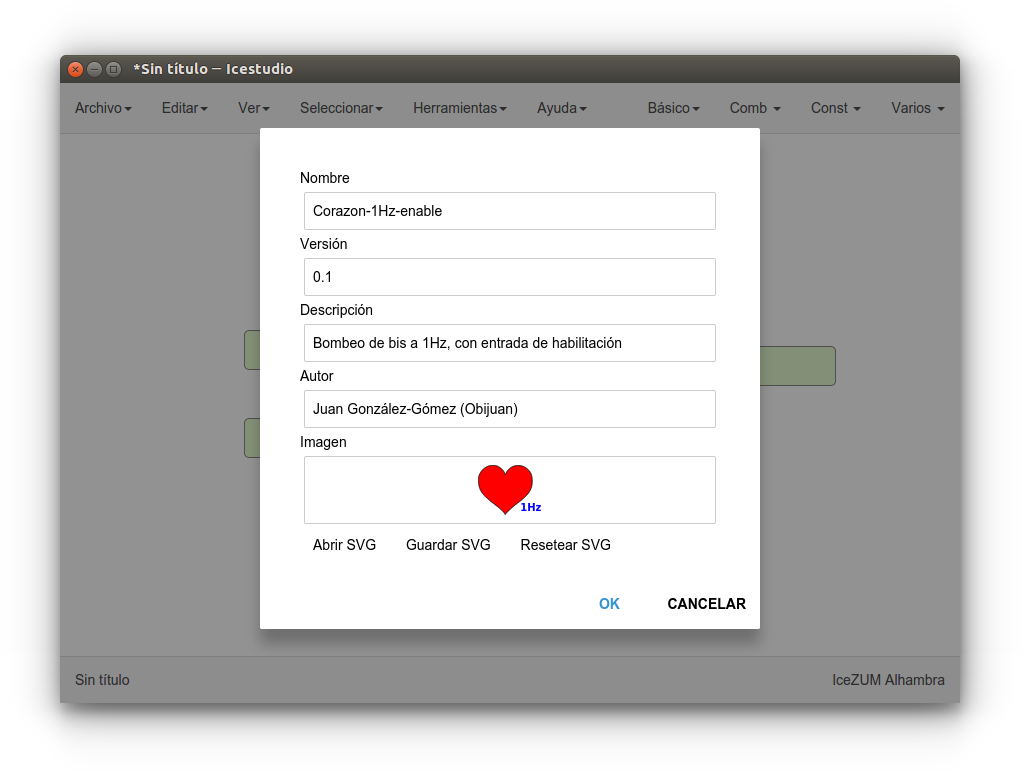 *Sin título — Icestudio
Archivo Editar Ver Seleccionar Herramientas Ayuda Básico Comb Const Varios
Nombre
Corazon-1Hz-enable
Versión
0.1
Descripción
Bombeo de bis a 1Hz, con entrada de habilitación
Autor
Juan González-Gómez (Obijuan)
Imagen
1Hz
Abrir SVG Guardar SVG Resetear SVG
OK CANCELAR
Sin título IceZUM Alhambra